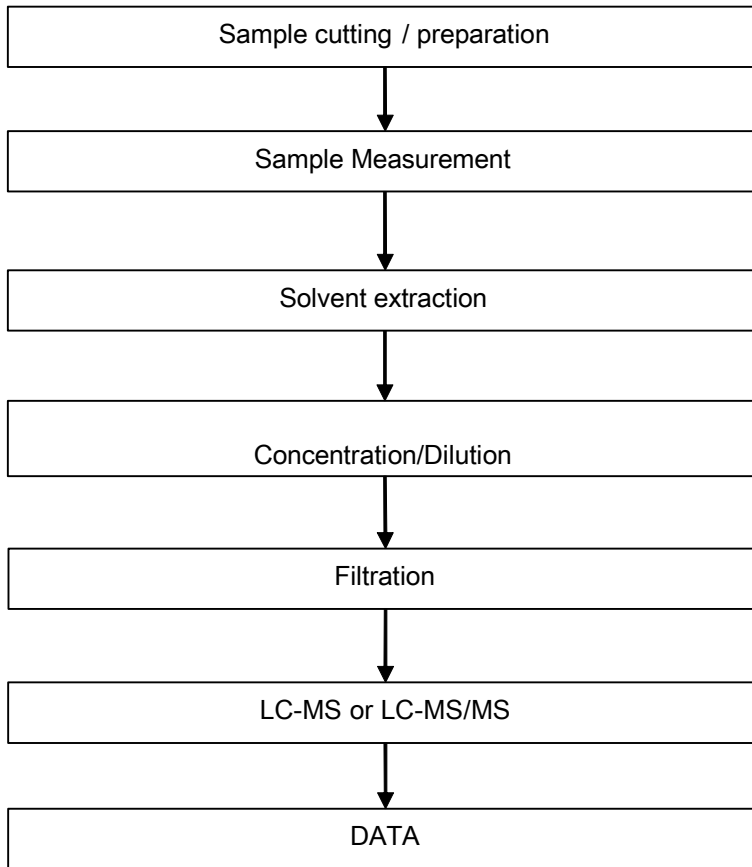 Sample cutting / preparation
Sample Measurement
Solvent extraction
Concentration/Dilution
Filtration
LC-MS or LC-MS/MS
DATA